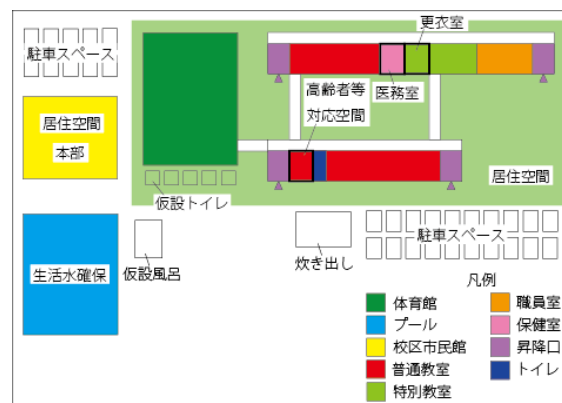 駐車スペース
更衣室
医務室
高齢者等
対応空間
居住空間
本部
居住空間
仮設トイレ
駐車スペース
生活水確保
仮設風呂
炊き出し
凡例
体育館
職員室
プール
保健室
校区市民館
昇降口
普通教室
トイレ
特別教室